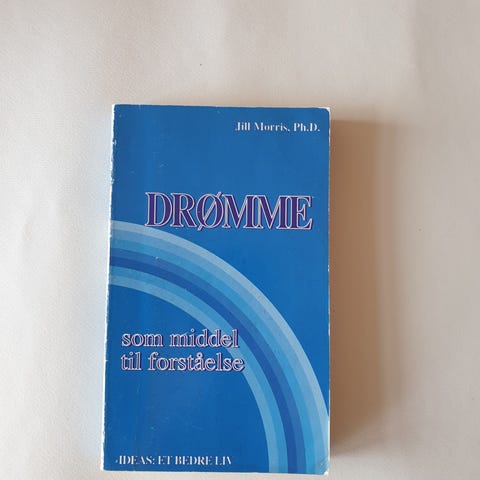 Jill Morris, Ph.D.
DRØMME
som middel
til forståelse
IDEAS: ET BEDRE LIV